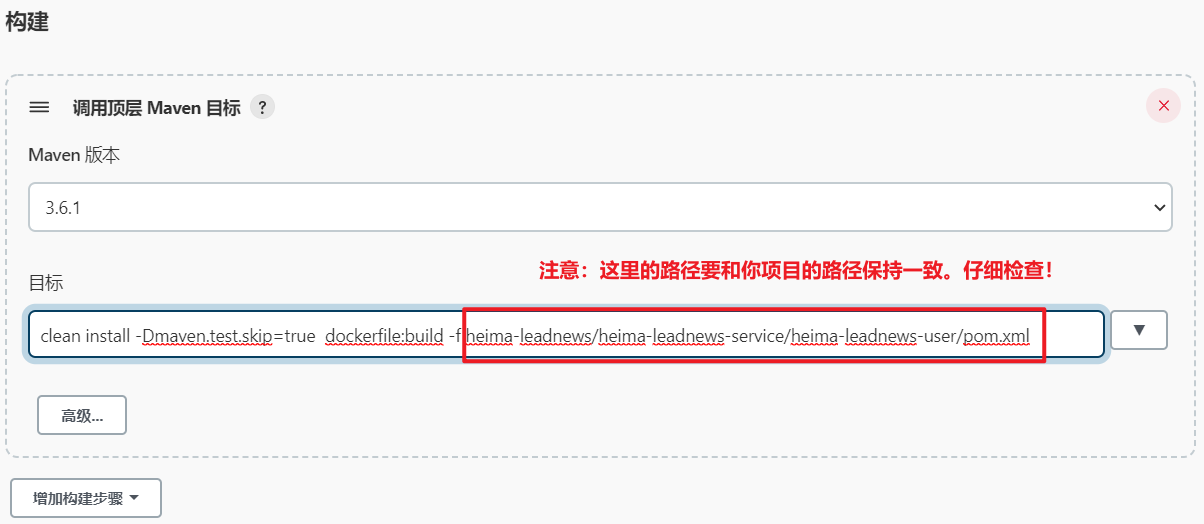 构建
调用顶层 Maven 目标 ?
Maven 版本
3.6.1
注意：这里的路径要和你项目的路径保持一致。仔细检查！
目标
clean install -Dmaven.test.skip=true  dockerfile:build -f heima-leadnews/heima-leadnews-service/heima-leadnews-user/pom.xml
高级...
增加构建步骤